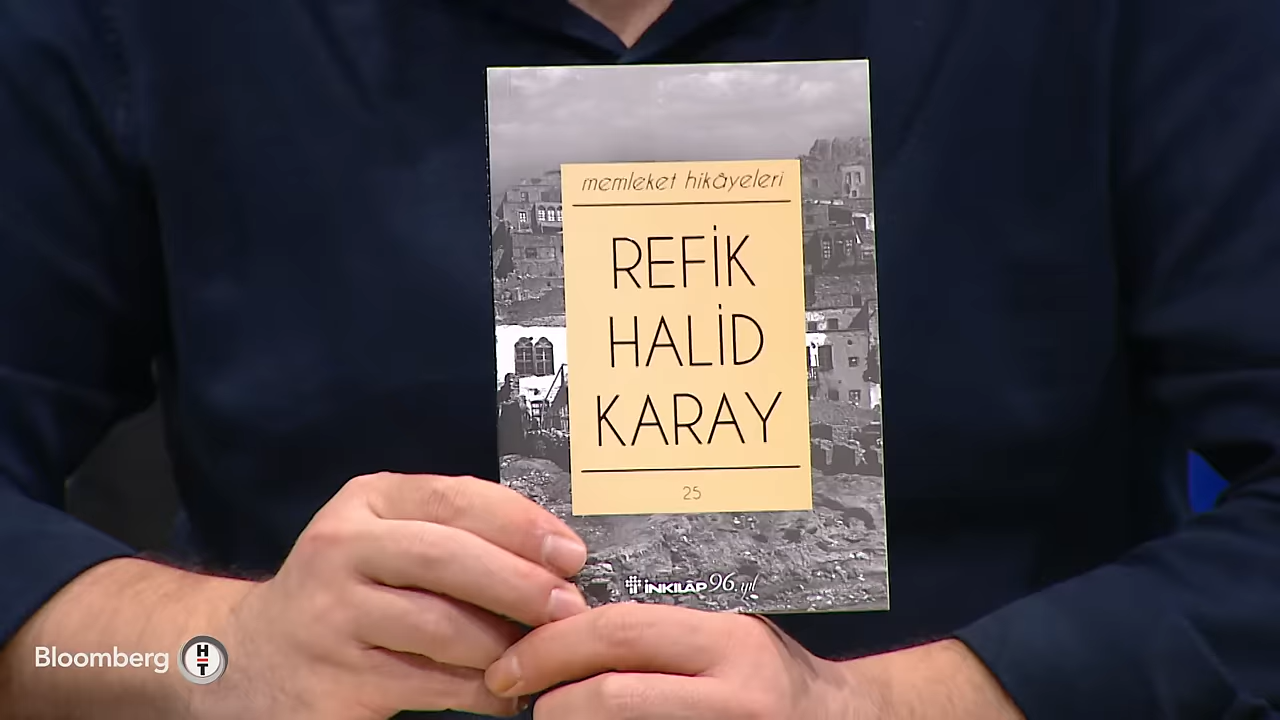 memleket hikâyeleri
REFİK
HALİD
KARAY
25
İNKILÂP 96. yıl
Bloomberg HT